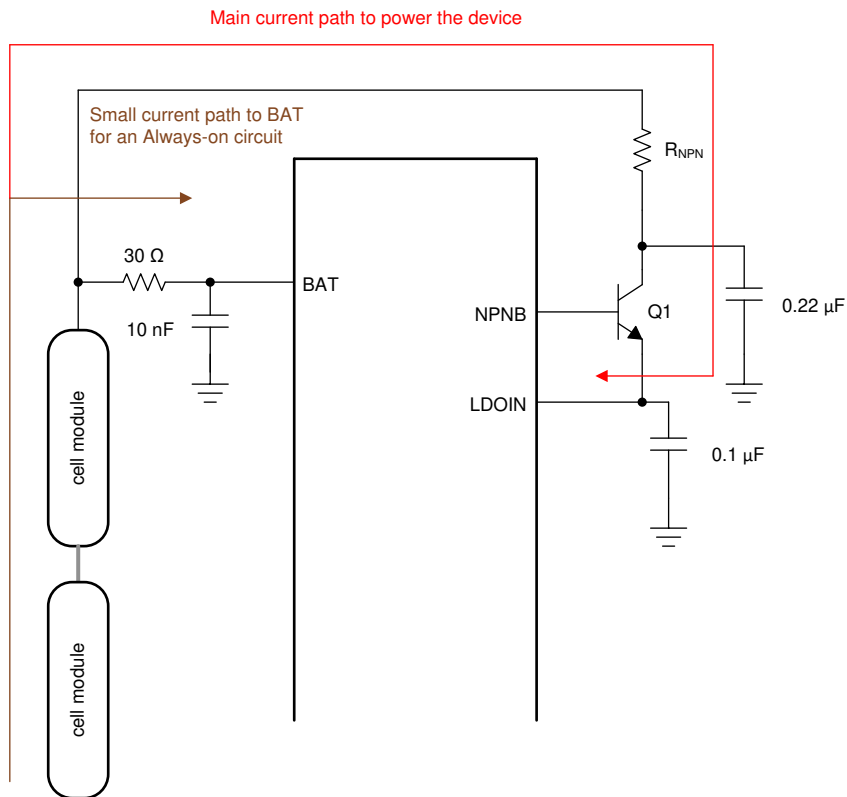 Main current path to power the device
Small current path to BAT
for an Always-on circuit
RNPN
30 Ω
BAT
10 nF
NPNB
Q1
0.22 µF
LDOIN
0.1 µF
cell module
cell module